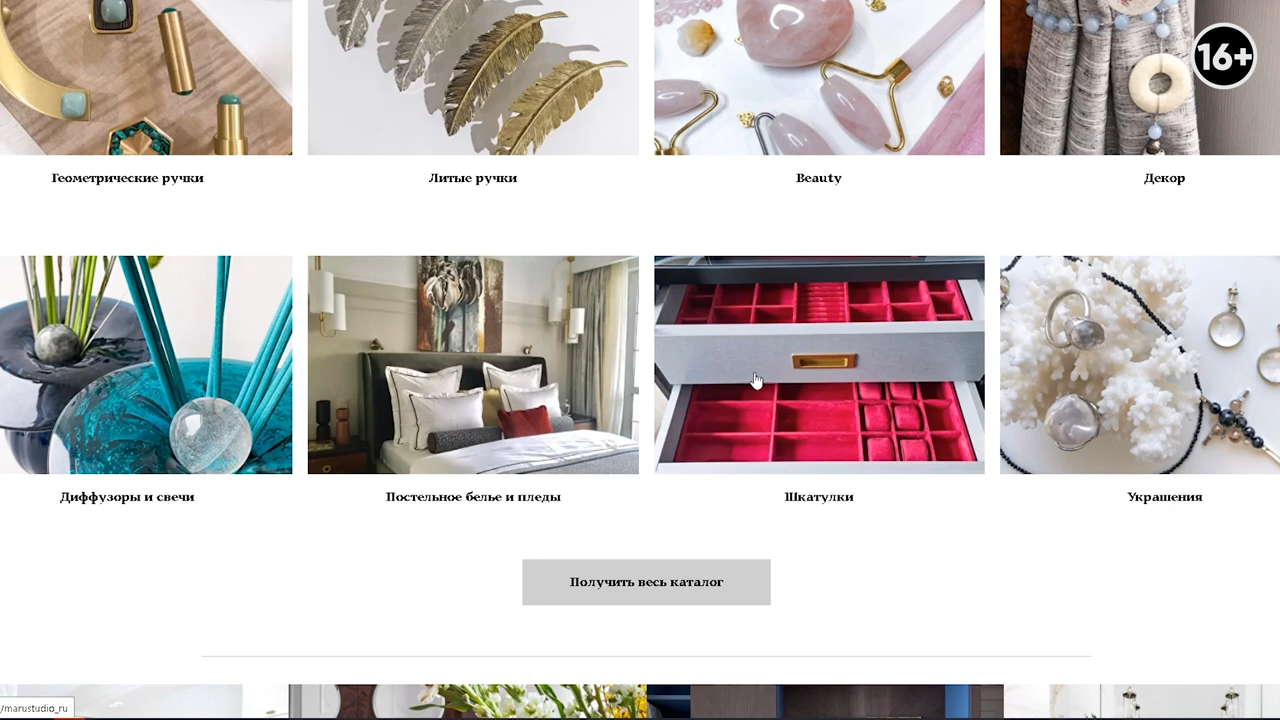 16+
Геометрические ручки
Литые ручки
Beauty
Декор
Диффузоры и свечи
Постельное белье и пледы
Шкатулки
Украшения
Получить весь каталог
/marustudio_ru